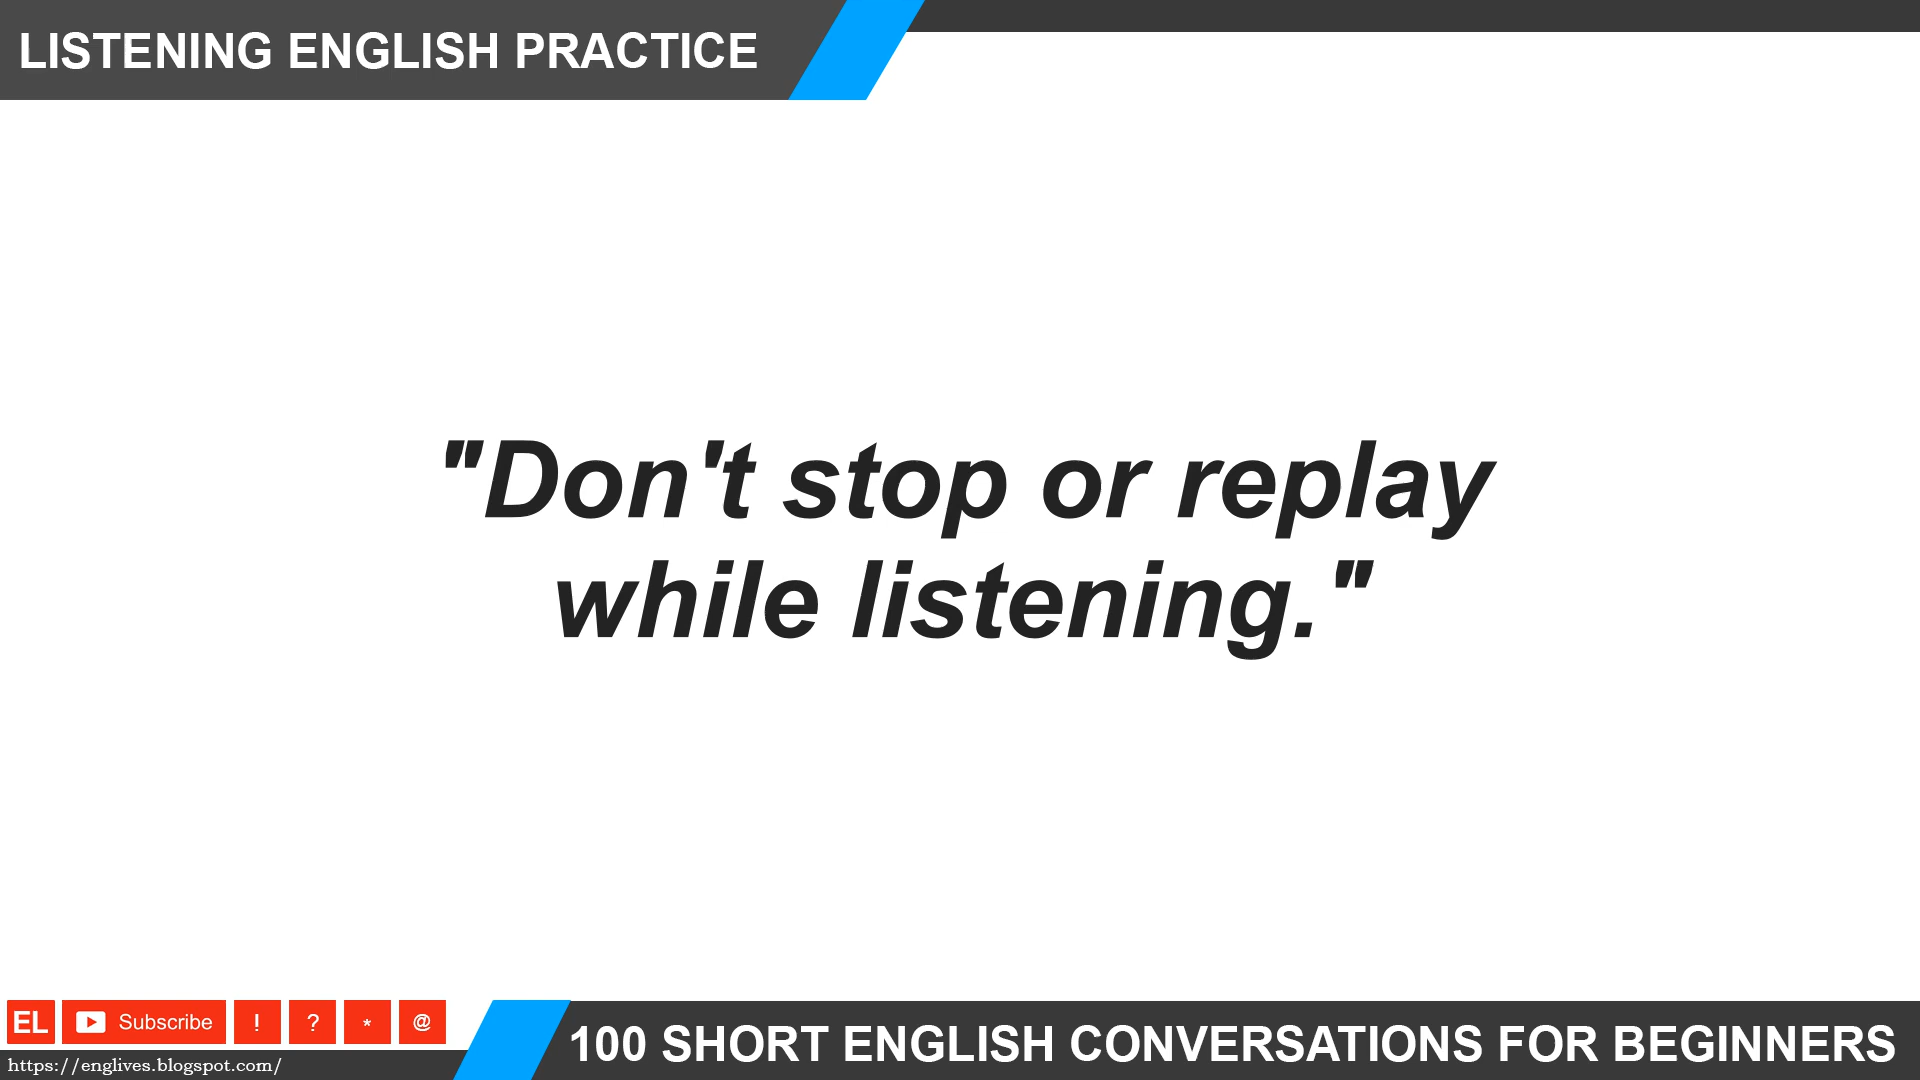 LISTENING ENGLISH PRACTICE
"Don't stop or replay
while listening."
EL Subscribe ! ? * @
https://englives.blogspot.com/
100 SHORT ENGLISH CONVERSATIONS FOR BEGINNERS